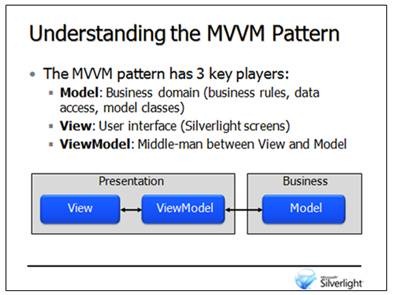 Understanding the MVVM Pattern
• The MVVM pattern has 3 key players:
▪ Model: Business domain (business rules, data
access, model classes)
▪ View: User interface (Silverlight screens)
▪ ViewModel: Middle-man between View and Model
Presentation
Business
View
ViewModel
Model
Microsoft
Silverlight